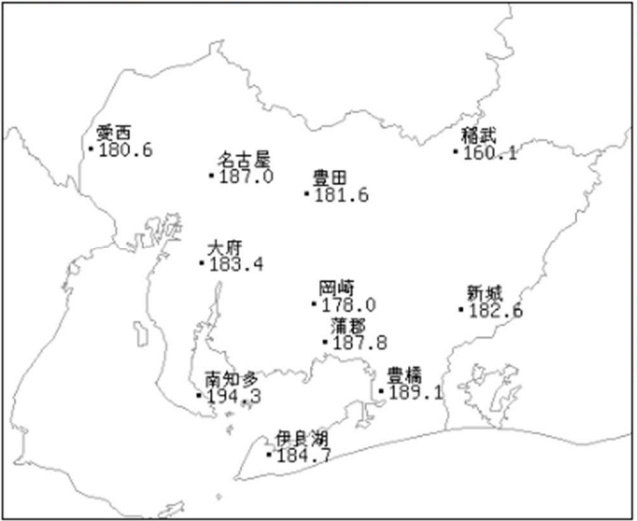 愛西
180.6
稲武
160.1
名古屋
187.0
豊田
181.6
大府
183.4
岡崎
178.0
新城
182.6
蒲郡
187.8
南知多
194.3
豊橋
189.1
伊良湖
184.7